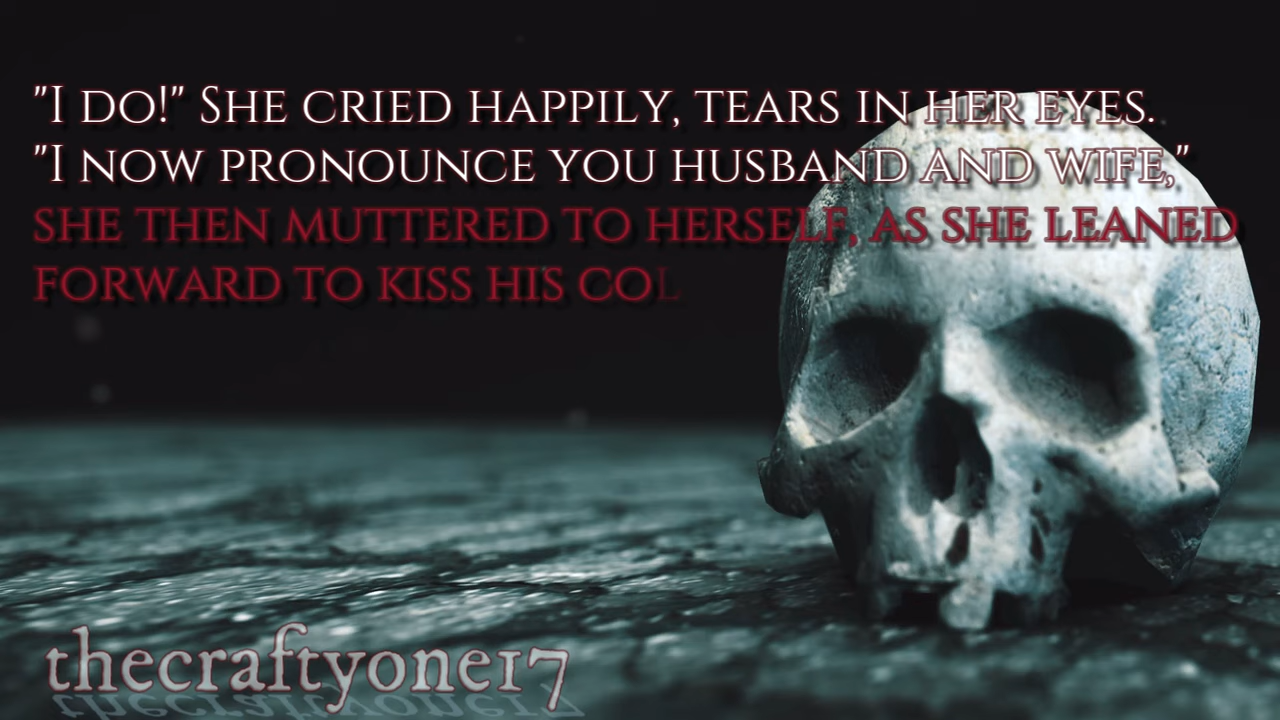 "I DO!" SHE CRIED HAPPILY, TEARS IN HER EYES.
"I NOW PRONOUNCE YOU HUSBAND AND WIFE,"
SHE THEN MUTTERED TO HERSELF, AS SHE LEANED
FORWARD TO KISS HIS COL
thecraftyone17